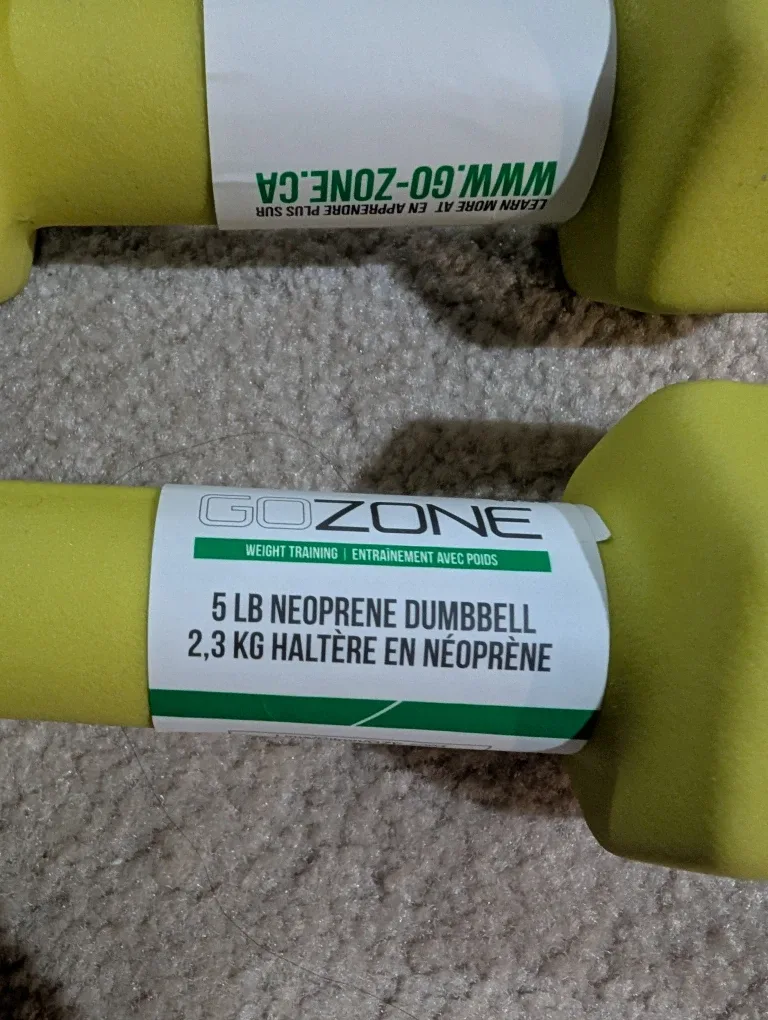 LEARN MORE AT EN APPRENDRE PLUS SUR
WWW.GO-ZONE.CA
GOZONE
WEIGHT TRAINING | ENTRAÎNEMENT AVEC POIDS
5 LB NEOPRENE DUMBBELL
2,3 KG HALTÈRE EN NÉOPRÈNE